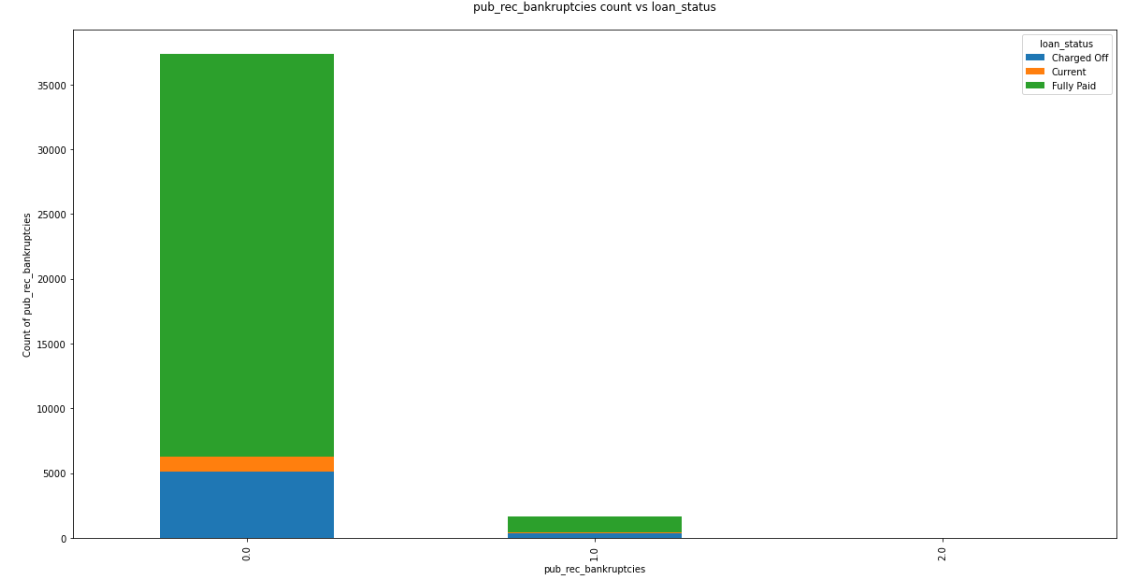 pub_rec_bankruptcies count vs loan_status
loan_status
Charged Off
Current
Fully Paid
Count of pub_rec_bankruptcies
35000
30000
25000
20000
15000
10000
5000
0
0.0
1.0
2.0
pub_rec_bankruptcies